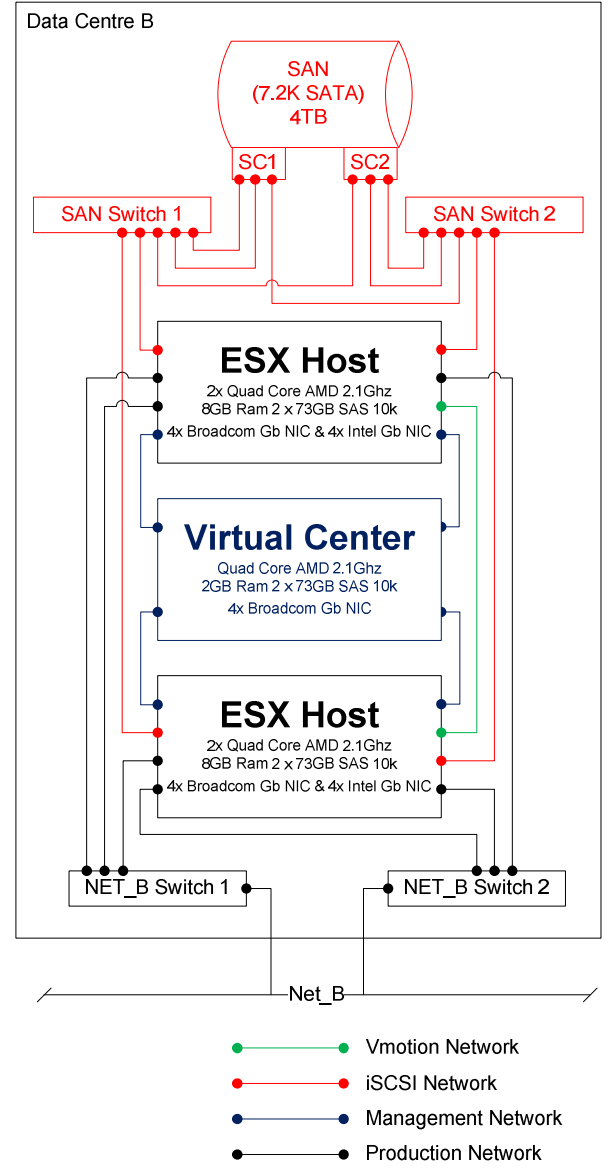 Data Centre B
SAN
(7.2K SATA)
4TB
SC1
SC2
SAN Switch 1
SAN Switch 2
ESX Host
2x Quad Core AMD 2.1Ghz
8GB Ram 2 x 73GB SAS 10k
4x Broadcom Gb NIC & 4x Intel Gb NIC
Virtual Center
Quad Core AMD 2.1Ghz
2GB Ram 2 x 73GB SAS 10k
4x Broadcom Gb NIC
ESX Host
2x Quad Core AMD 2.1Ghz
8GB Ram 2 x 73GB SAS 10k
4x Broadcom Gb NIC & 4x Intel Gb NIC
NET_B Switch 1
NET_B Switch 2
Net_B
Vmotion Network
iSCSI Network
Management Network
Production Network